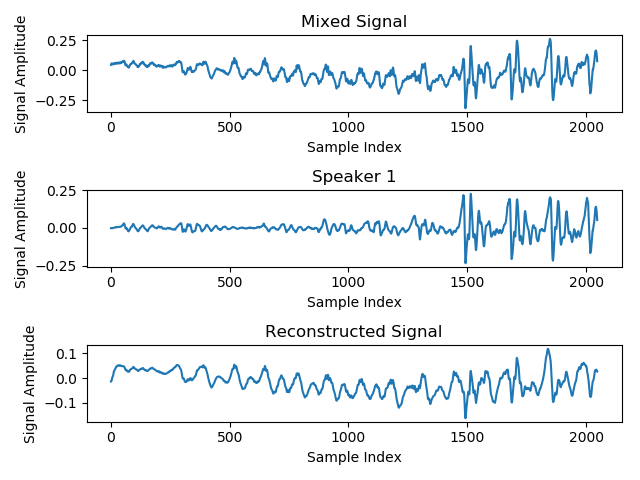 Mixed Signal
Signal Amplitude
0.25
0.00
−0.25
0
500
1000
1500
2000
Sample Index
Speaker 1
Signal Amplitude
0.25
0.00
−0.25
0
500
1000
1500
2000
Sample Index
Reconstructed Signal
Signal Amplitude
0.1
0.0
−0.1
0
500
1000
1500
2000
Sample Index